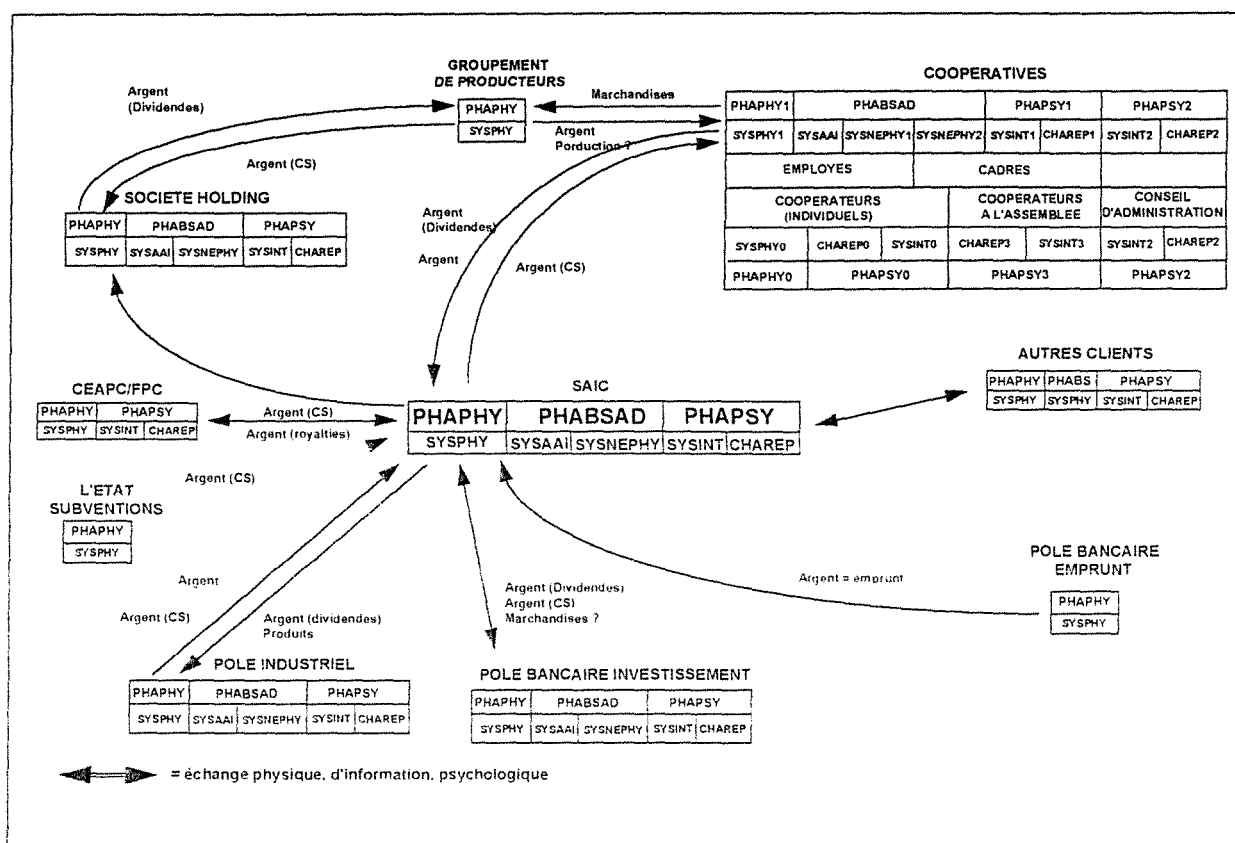 GROUPEMENT
DE PRODUCTEURS
PHAPHY
SYSPHY
Argent
(Dividendes)
Argent (CS)
Marchandises
Argent
Porduction ?
COOPERATIVES
PHAPHY1 PHABSAD PHAPSY1 PHAPSY2
SYSPHY1 SYSAAI SYSNEPHY1 SYSNEPHY2 SYSINT1 CHAREP1 SYSINT2 CHAREP2
EMPLOYES CADRES
COOPERATEURS
(INDIVIDUELS)
COOPERATEURS
A L'ASSEMBLEE
CONSEIL
D'ADMINISTRATION
SYSPHY0 CHAREP0 SYSINT0 CHAREP3 SYSINT3 SYSINT2 CHAREP2
PHAPHY0 PHAPSY0 PHAPSY3 PHAPSY2
SOCIETE HOLDING
PHAPHY PHABSAD PHAPSY
SYSPHY SYSAAI SYSNEPHY SYSINT CHAREP
Argent
(Dividendes)
Argent
Argent (CS)
AUTRES CLIENTS
PHAPHY PHABS PHAPSY
SYSPHY SYSPHY SYSINT CHAREP
CEAPC/FPC
PHAPHY PHAPSY
SYSPHY SYSINT CHAREP
Argent (CS)
Argent (royalties)
SAIC
PHAPHY PHABSAD PHAPSY
SYSPHY SYSAAI SYSNEPHY SYSINT CHAREP
Argent (CS)
L'ETAT
SUBVENTIONS
PHAPHY
SYSPHY
Argent
Argent (CS)
Argent (dividendes)
Produits
Argent (Dividendes)
Argent (CS)
Marchandises ?
Argent = emprunt
POLE BANCAIRE
EMPRUNT
PHAPHY
SYSPHY
POLE INDUSTRIEL
PHAPHY PHABSAD PHAPSY
SYSPHY SYSAAI SYSNEPHY SYSINT CHAREP
POLE BANCAIRE INVESTISSEMENT
PHAPHY PHABSAD PHAPSY
SYSPHY SYSAAI SYSNEPHY SYSINT CHAREP
= échange physique, d'information, psychologique